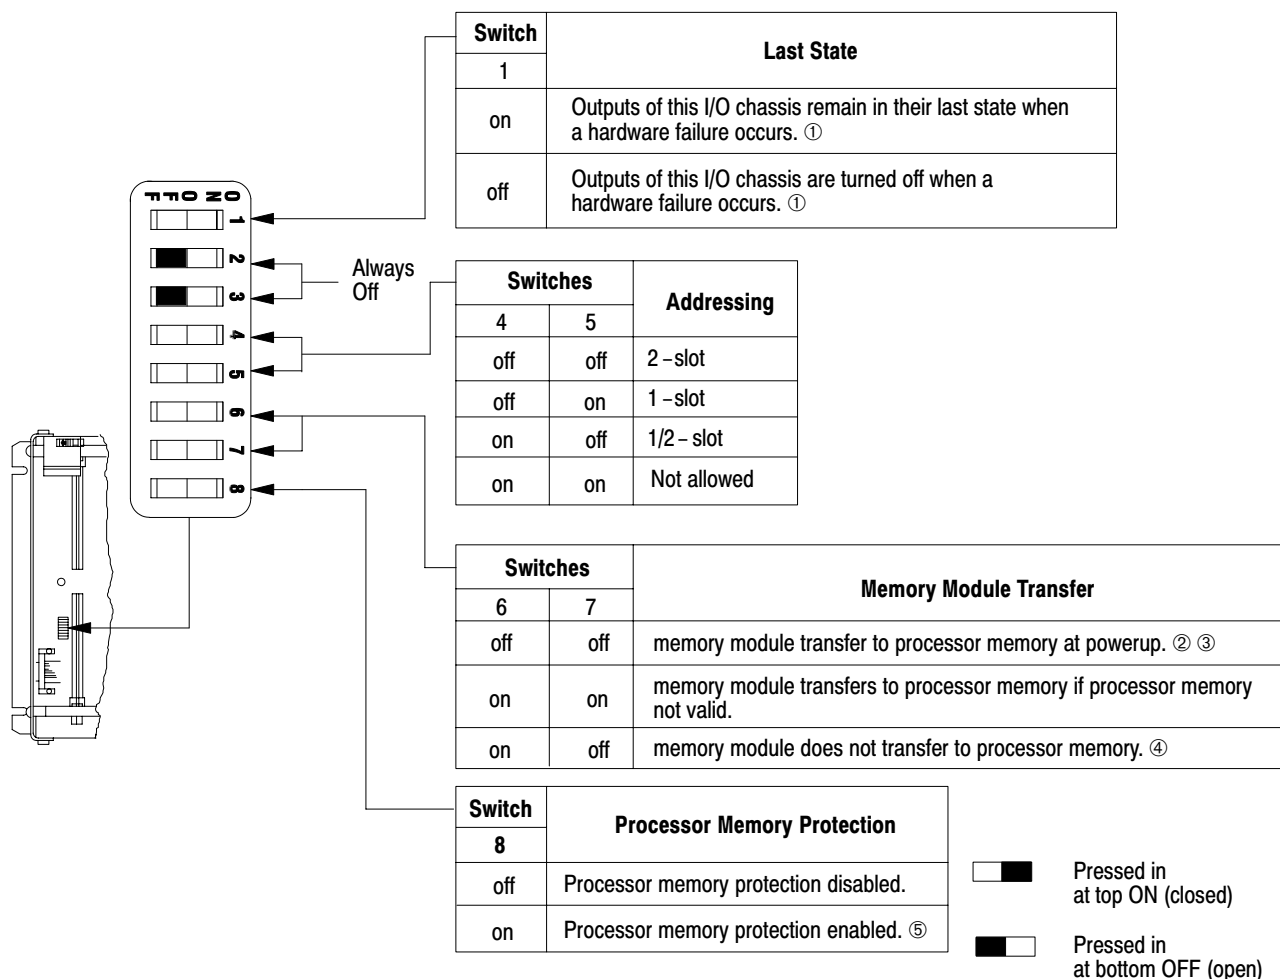 Switch
Last State
1
on
Outputs of this I/O chassis remain in their last state when
a hardware failure occurs. ①
off
Outputs of this I/O chassis are turned off when a
hardware failure occurs. ①
OFF
ON
1
2
3
4
5
6
7
8
Always
Off
Switches
Addressing
4 5
off off 2-slot
off on 1-slot
on off 1/2-slot
on on Not allowed
Switches
Memory Module Transfer
6 7
off off memory module transfer to processor memory at powerup. ② ③
on on memory module transfers to processor memory if processor memory
not valid.
on off memory module does not transfer to processor memory. ④
Switch
Processor Memory Protection
8
off Processor memory protection disabled.
on Processor memory protection enabled. ⑤
Pressed in
at top ON (closed)
Pressed in
at bottom OFF (open)